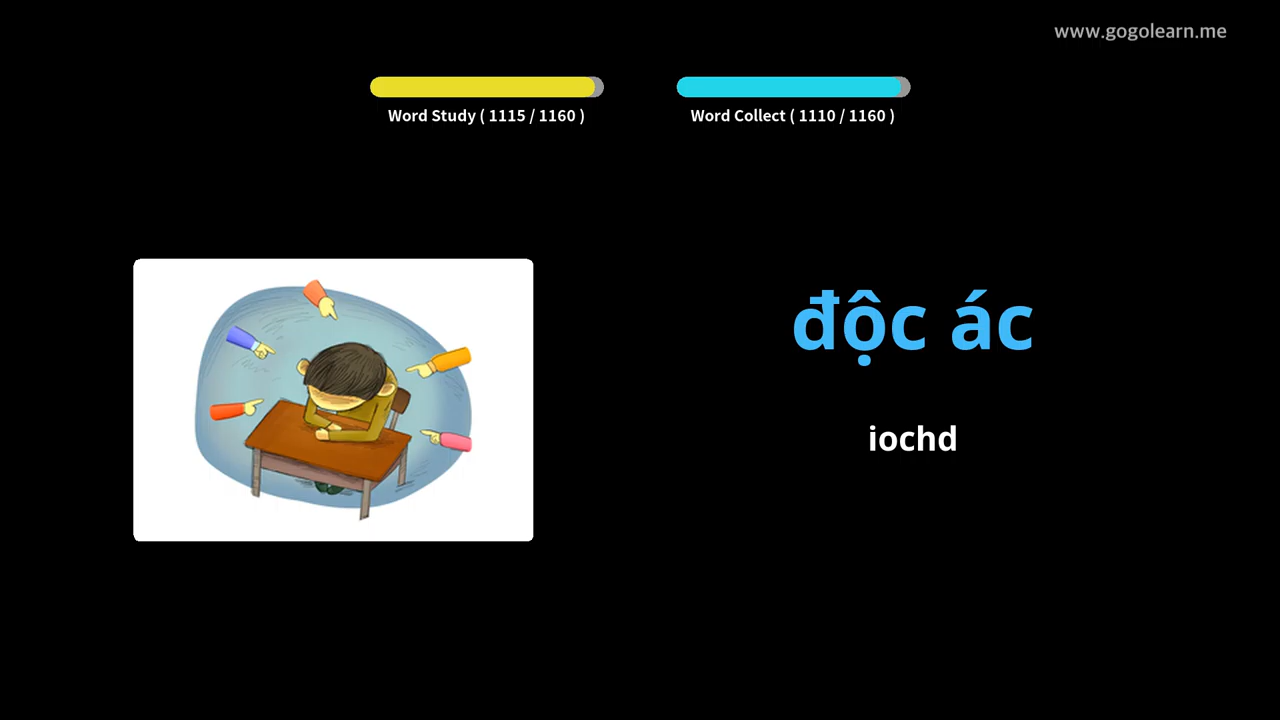 www.gogolearn.me
Word Study ( 1115 / 1160 )
Word Collect ( 1110 / 1160 )
độc ác
iochd